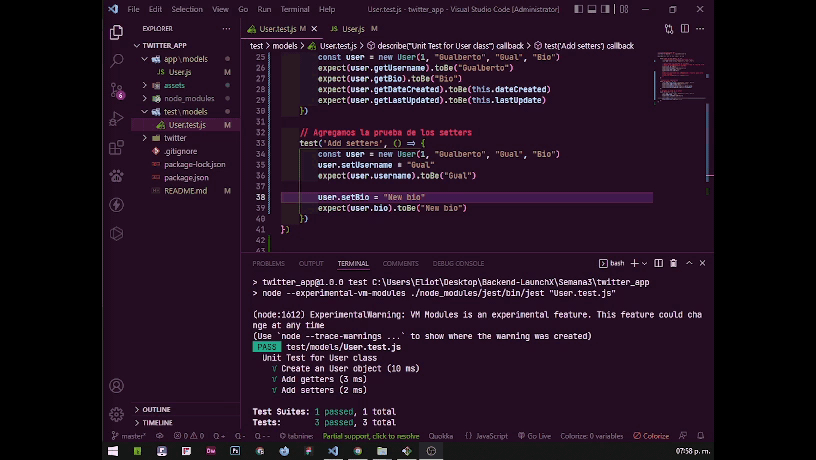 File Edit Selection View Go Run Terminal Help
User.test.js - twitter_app - Visual Studio Code [Administrator]
EXPLORER
TWITTER_APP
app\models
User.js M
assets
node_modules
test\models
User.test.js M
twitter
.gitignore
package-lock.json
package.json
README.md M
OUTLINE
TIMELINE
6
User.test.js M
User.js M
test > models > User.test.js > describe("Unit Test for User class") callback > test('Add setters') callback
25 const user = new User(1, "Gualberto", "Gual", "Bio")
26 expect(user.getUsername).toBe("Gualberto")
27 expect(user.getBio).toBe("Bio")
28 expect(user.getDateCreated).toBe(this.dateCreated)
29 expect(user.getLastUpdated).toBe(this.lastUpdate)
30 })
31
32 // Agregamos la prueba de los setters
33 test('Add setters', () => {
34 const user = new User(1, "Gualberto", "Gual", "Bio")
35 user.setUsername = "Gual"
36 expect(user.username).toBe("Gual")
37
38 user.setBio = "New bio"
39 expect(user.bio).toBe("New bio")
40 })
41 })
42
43
PROBLEMS OUTPUT TERMINAL COMMENTS DEBUG CONSOLE
bash
> twitter_app@1.0.0 test C:\Users\Eliot\Desktop\Backend-LaunchX\Semana3\twitter_app
> node --experimental-vm-modules ./node_modules/jest/bin/jest "User.test.js"
(node:1612) ExperimentalWarning: VM Modules is an experimental feature. This feature could cha
nge at any time
(Use `node --trace-warnings ...` to show where the warning was created)
PASS test/models/User.test.js
Unit Test for User class
√ Create an User object (10 ms)
√ Add getters (3 ms)
√ Add setters (2 ms)
Test Suites: 1 passed, 1 total
Tests: 3 passed, 3 total
master* 0 0 Q + Q - Q - - tabnine: Partial support, click to resolve Quokka {} JavaScript Go Live Colorize: 0 variables Colorize
07:58 p. m.